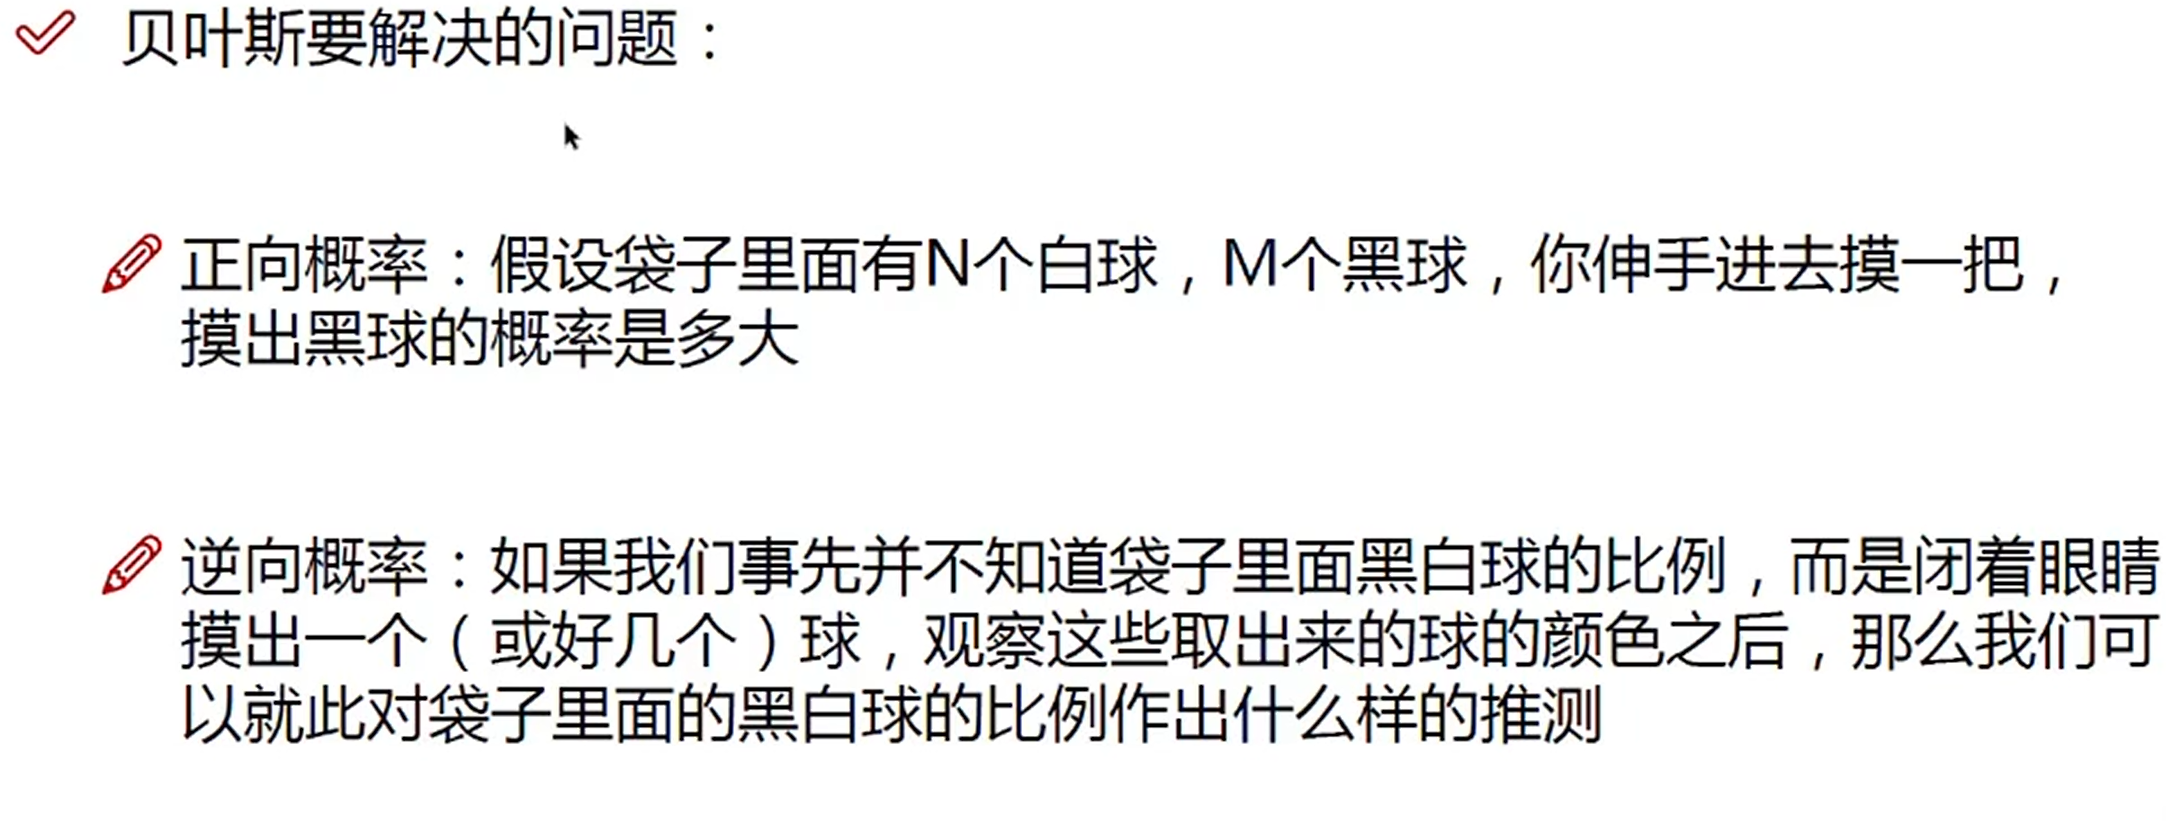 贝叶斯要解决的问题：
正向概率：假设袋子里面有N个白球，M个黑球，你伸手进去摸一把，
摸出黑球的概率是多大
逆向概率：如果我们事先并不知道袋子里面黑白球的比例，而是闭着眼睛
摸出一个（或好几个）球，观察这些取出来的球的颜色之后，那么我们可
以就此对袋子里面的黑白球的比例作出什么样的推测